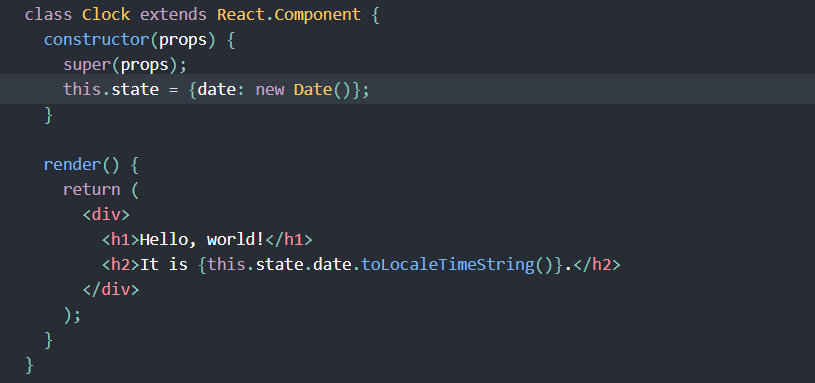 class Clock extends React.Component {
  constructor(props) {
    super(props);
    this.state = {date: new Date()};
  }

  render() {
    return (
      <div>
        <h1>Hello, world!</h1>
        <h2>It is {this.state.date.toLocaleTimeString()}.</h2>
      </div>
    );
  }
}